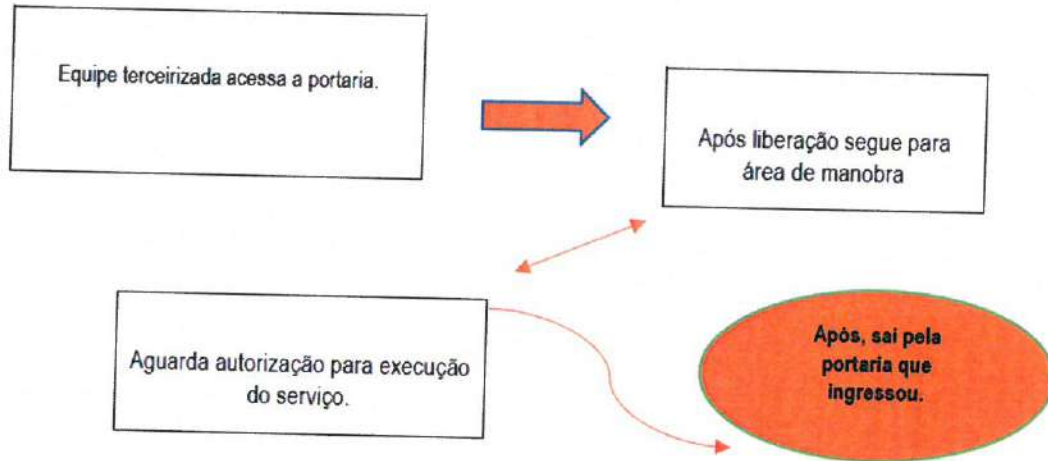 Equipe terceirizada acessa a portaria.
Após liberação segue para
área de manobra
Aguarda autorização para execução
do serviço.
Após, sai pela
portaria que
ingressou.